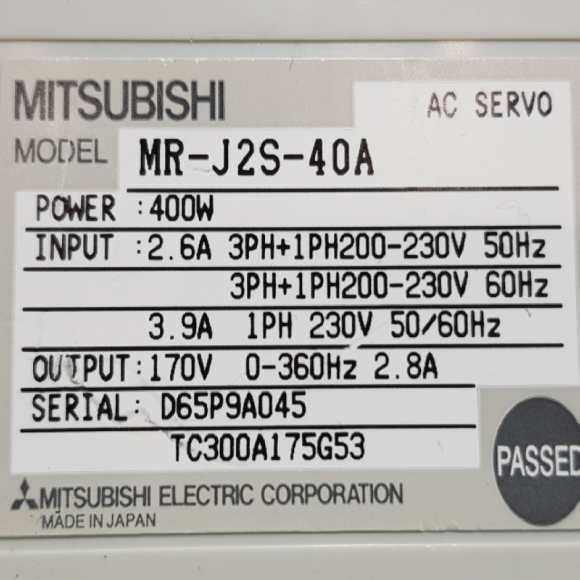 MITSUBISHI
AC SERVO
MODEL MR-J2S-40A
POWER :400W
INPUT :2.6A 3PH+1PH200-230V 50Hz
3PH+1PH200-230V 60Hz
3.9A 1PH 230V 50/60Hz
OUTPUT:170V 0-360Hz 2.8A
SERIAL: D65P9A045
TC300A175G53
PASSED
MITSUBISHI ELECTRIC CORPORATION
MADE IN JAPAN